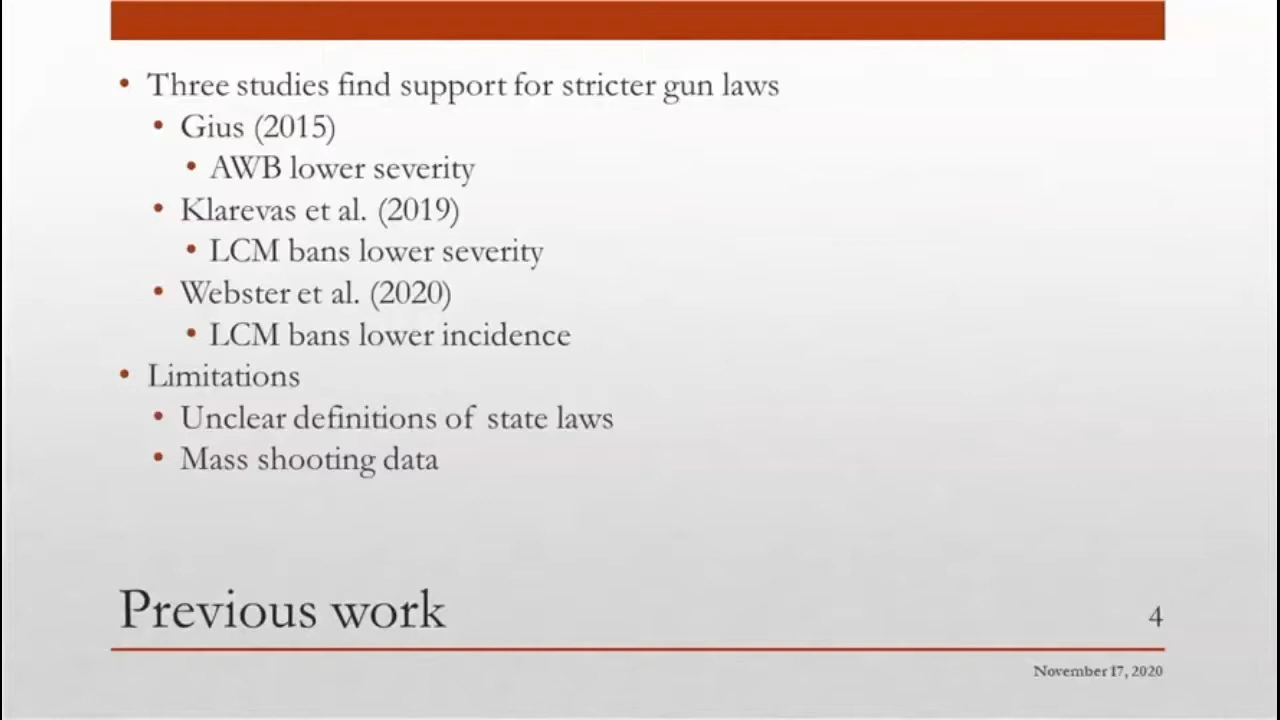 Three studies find support for stricter gun laws
Gius (2015)
AWB lower severity
Klarevas et al. (2019)
LCM bans lower severity
Webster et al. (2020)
LCM bans lower incidence
Limitations
Unclear definitions of state laws
Mass shooting data
Previous work
4
November 17, 2020